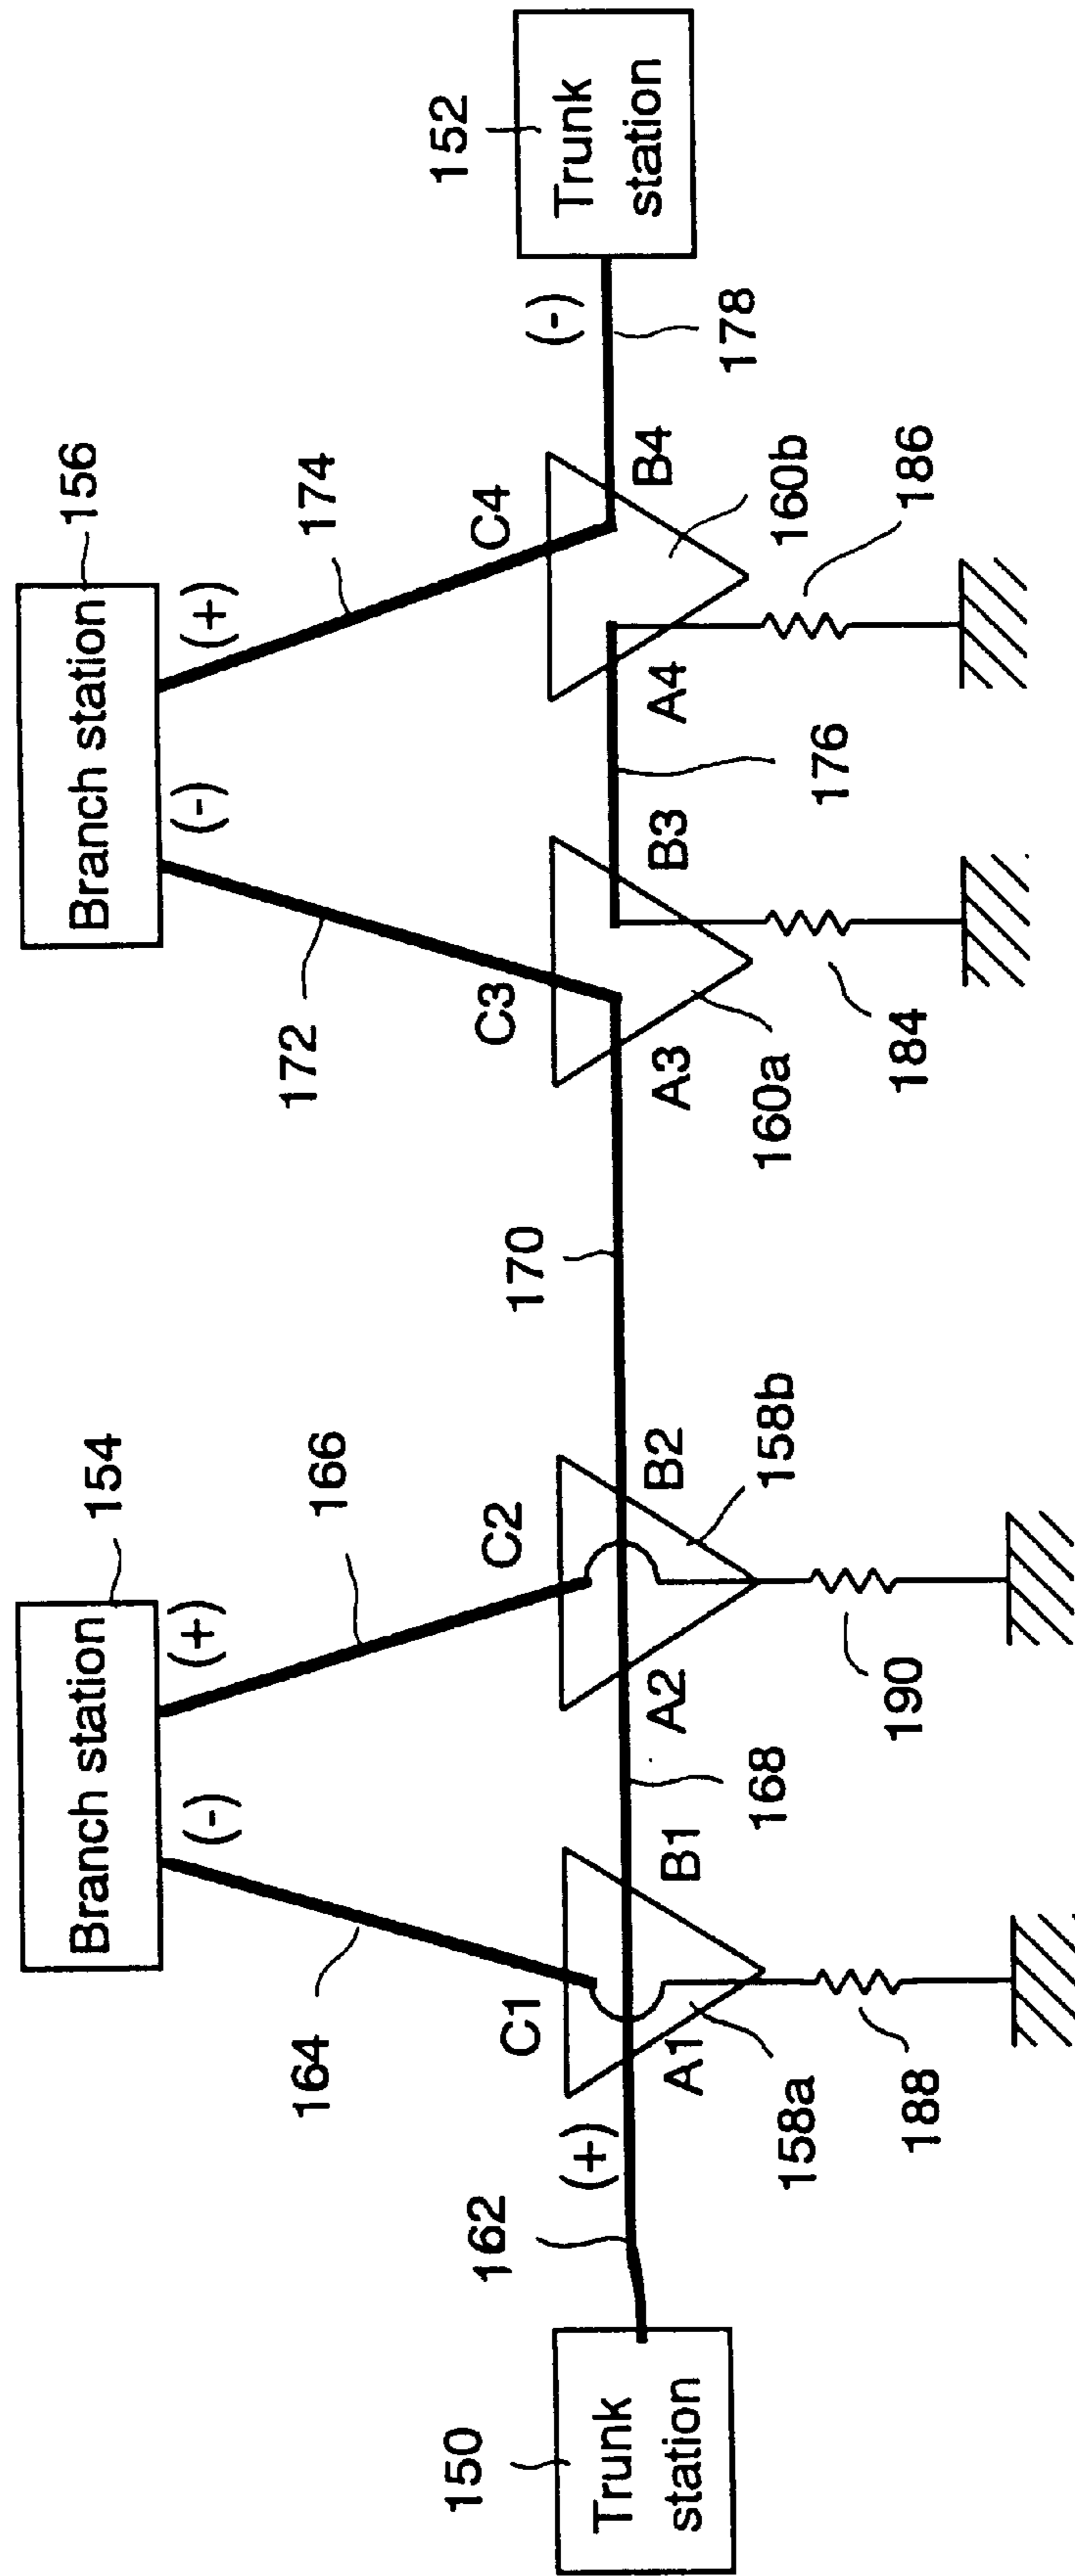 154
Branch station
(-)
(+)
164
166
156
Branch station
(-)
(+)
172
174
150
Trunk
station
162
(+)
C1
A1
B1
158a
188
168
C2
A2
B2
158b
190
170
C3
A3
B3
160a
184
176
C4
A4
B4
160b
186
(-)
178
152
Trunk
station